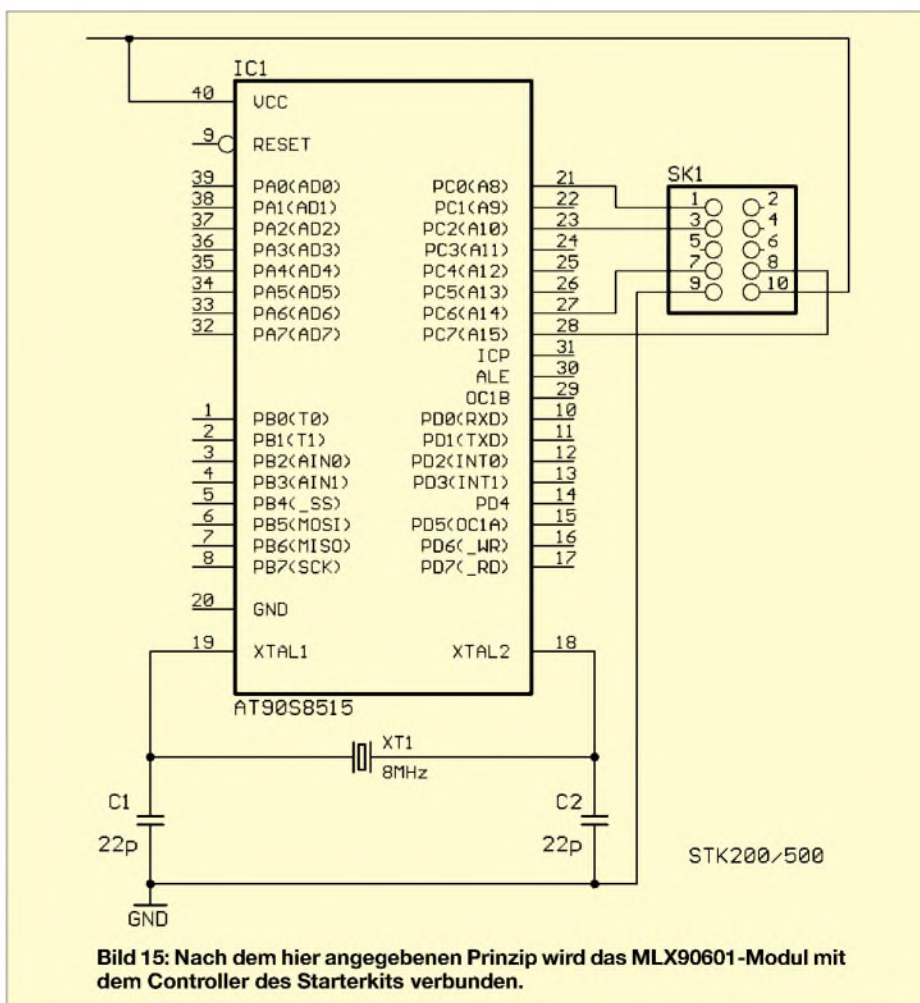 IC1
40 VCC
9 RESET
39 PA0(AD0) PC0(A8) 21
38 PA1(AD1) PC1(A9) 22
37 PA2(AD2) PC2(A10) 23
36 PA3(AD3) PC3(A11) 24
35 PA4(AD4) PC4(A12) 25
34 PA5(AD5) PC5(A13) 26
33 PA6(AD6) PC6(A14) 27
32 PA7(AD7) PC7(A15) 28
ICP 31
ALE 30
OC1B 29
1 PB0(T0) PD0(RXD) 10
2 PB1(T1) PD1(TXD) 11
3 PB2(AIN0) PD2(INT0) 12
4 PB3(AIN1) PD3(INT1) 13
5 PB4(_SS) PD4 14
6 PB5(MOSI) PD5(OC1A) 15
7 PB6(MISO) PD6(_WR) 16
8 PB7(SCK) PD7(_RD) 17
20 GND
19 XTAL1 XTAL2 18
AT90S8515
SK1
1 2
3 4
5 6
7 8
9 10
XT1
8MHz
C1
22p
C2
22p
STK200/500
GND
Bild 15: Nach dem hier angegebenen Prinzip wird das MLX90601-Modul mit
dem Controller des Starterkits verbunden.